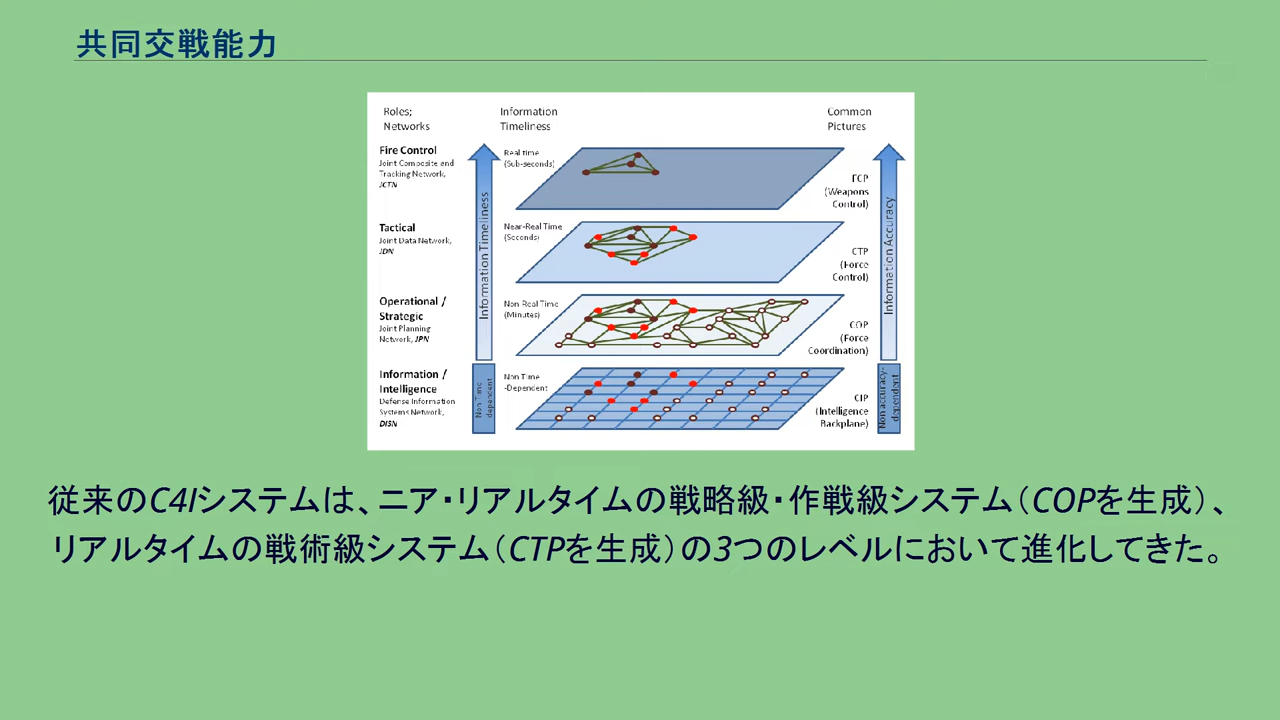 共同交戦能力
Roles;
Networks
Information
Timeliness
Common
Pictures
Fire Control
Joint Composite and
Tracking Network,
JCTN
Information Timeliness
Real time
(Sub-seconds)
FCP
(Weapons
Control)
Information Accuracy
Tactical
Joint Data Network,
JDN
Near-Real Time
(Seconds)
CTP
(Force
Control)
Operational /
Strategic
Joint Planning
Network, JPN
Non-Real Time
(Minutes)
COP
(Force
Coordination)
Information /
Intelligence
Defense Information
Systems Network,
DISN
Non Time
dependent
Non Time
-Dependent
CIP
(Intelligence
Backplane)
Non accuracy-
dependent
従来のC4Iシステムは、ニア・リアルタイムの戦略級・作戦級システム（COPを生成）、
リアルタイムの戦術級システム（CTPを生成）の3つのレベルにおいて進化してきた。